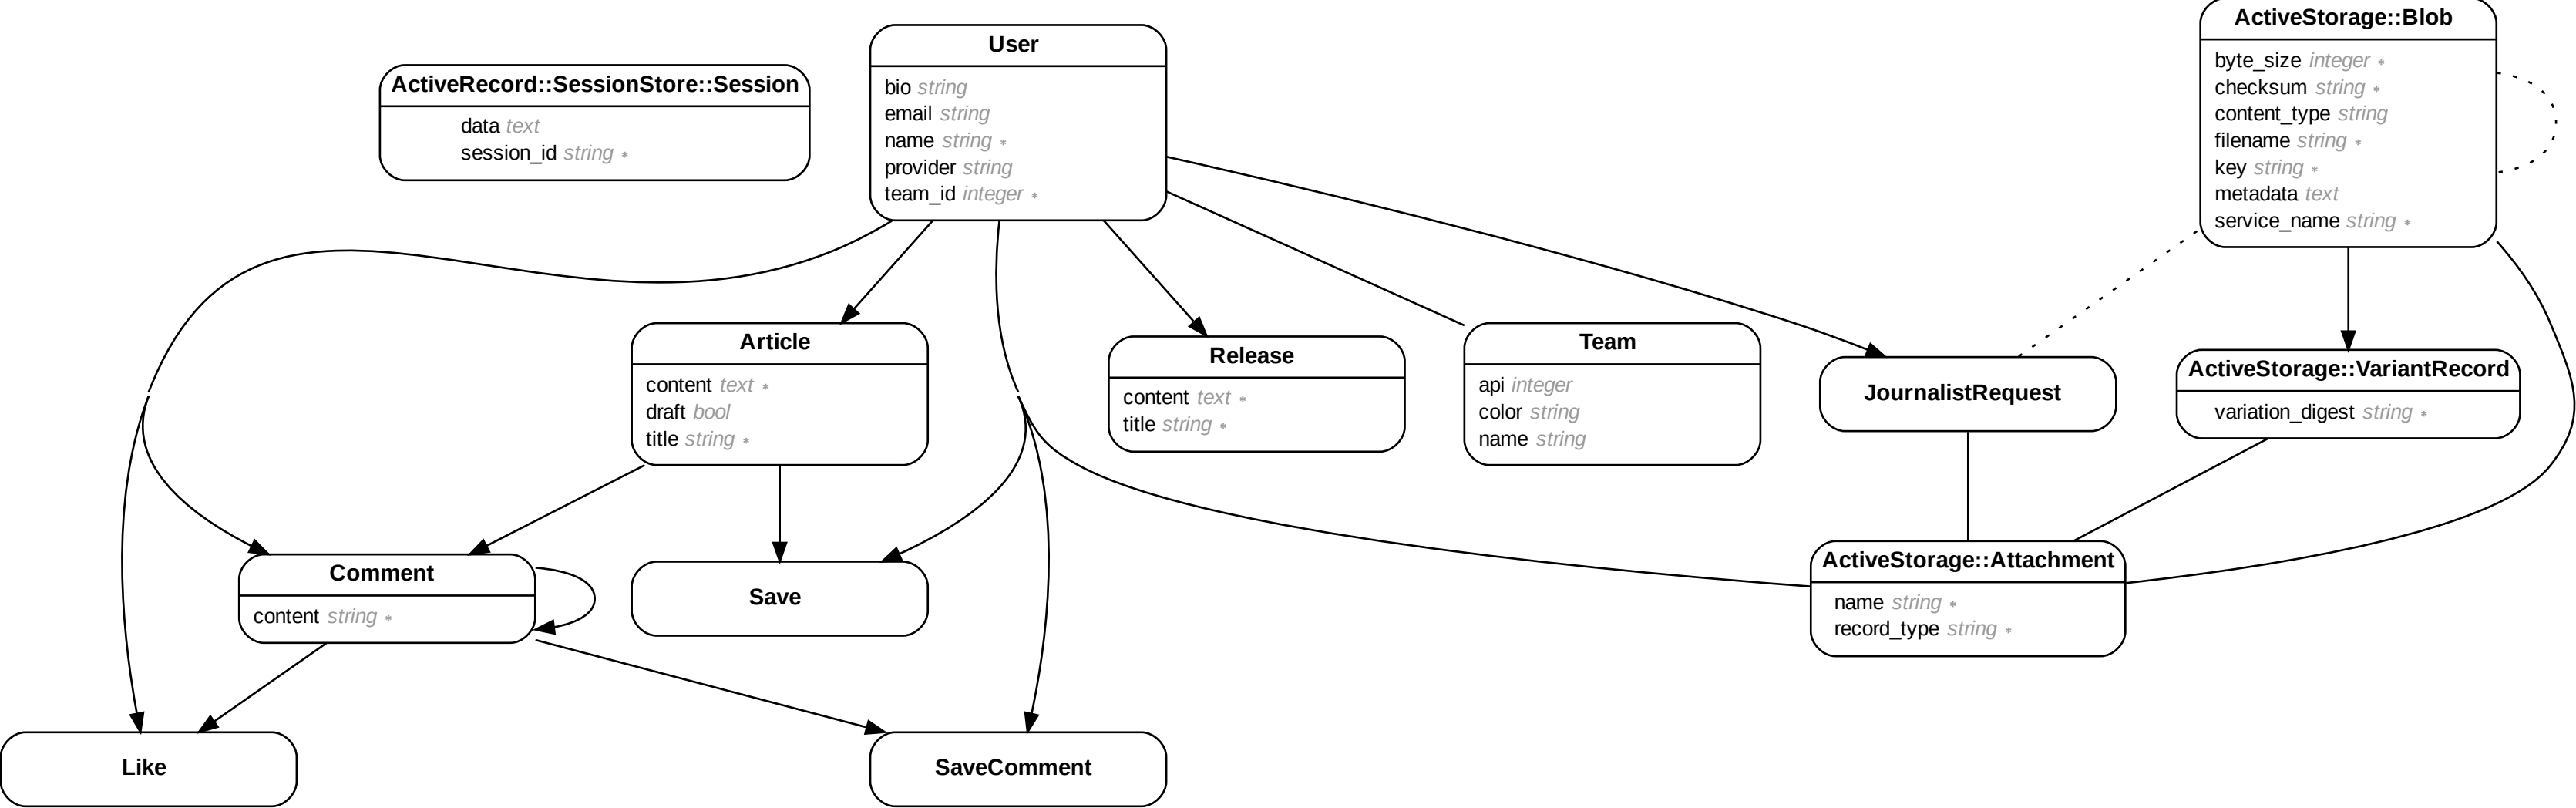 ActiveRecord::SessionStore::Session
data text
session_id string *
User
bio string
email string
name string *
provider string
team_id integer *
ActiveStorage::Blob
byte_size integer *
checksum string *
content_type string
filename string *
key string *
metadata text
service_name string *
Article
content text *
draft bool
title string *
Release
content text *
title string *
Team
api integer
color string
name string
JournalistRequest
ActiveStorage::VariantRecord
variation_digest string *
Comment
content string *
Save
ActiveStorage::Attachment
name string *
record_type string *
Like
SaveComment